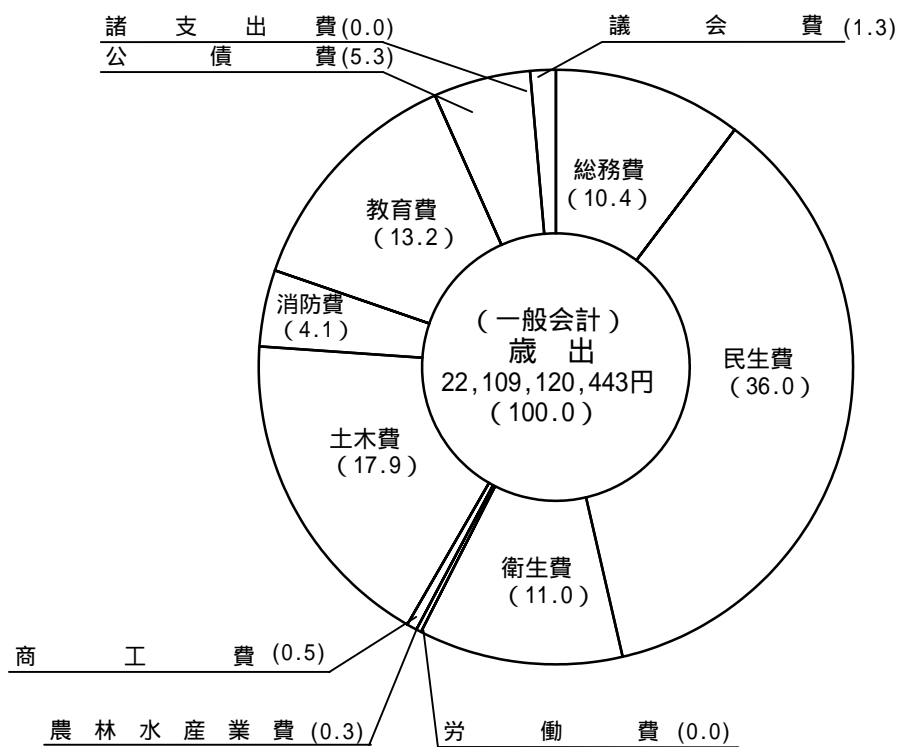 諸支出費(0.0)
議会費(1.3)
公債費(5.3)
総務費
(10.4)
教育費
(13.2)
消防費
(4.1)
(一般会計)
歳出
22,109,120,443円
(100.0)
民生費
(36.0)
土木費
(17.9)
衛生費
(11.0)
商工費(0.5)
農林水産業費(0.3)
労働費(0.0)